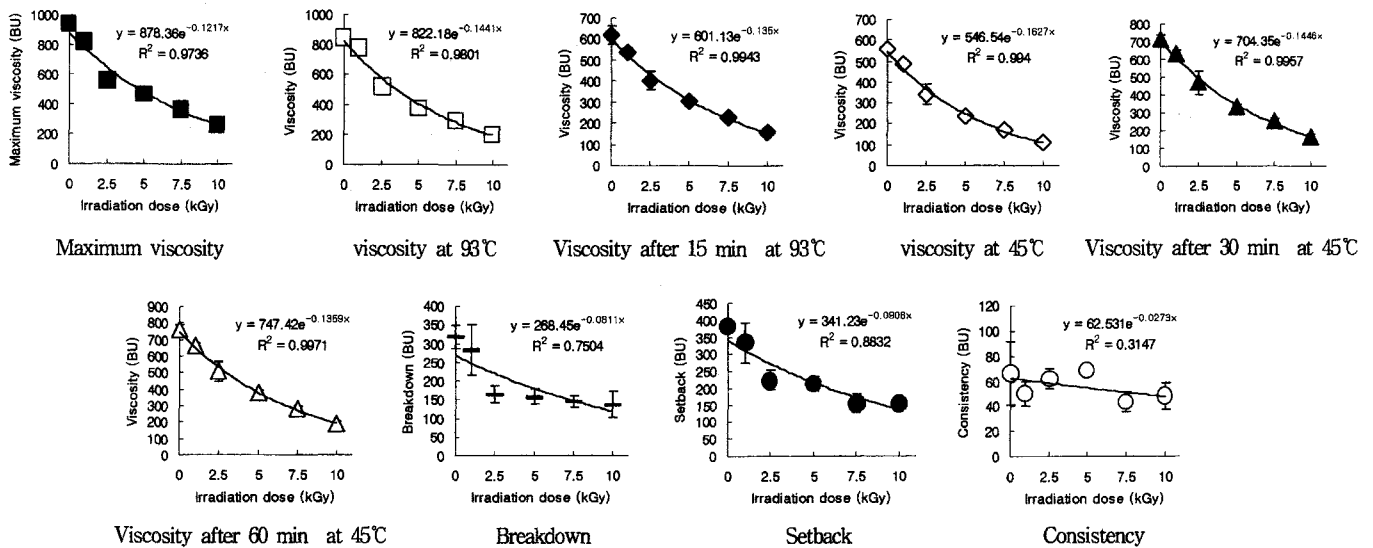 Maximum viscosity (BU)
1000
800
600
400
200
0
y = 878.36e^-0.1217x
R² = 0.9736
0 2.5 5 7.5 10
Irradiation dose (kGy)
Maximum viscosity
Viscosity (BU)
1000
800
600
400
200
0
y = 822.18e^-0.1441x
R² = 0.9801
0 2.5 5 7.5 10
Irradiation dose (kGy)
viscosity at 93℃
Viscosity (BU)
700
600
500
400
300
200
100
0
y = 601.13e^-0.135x
R² = 0.9943
0 2.5 5 7.5 10
Irradiation dose (kGy)
Viscosity after 15 min at 93℃
Viscosity (BU)
700
600
500
400
300
200
100
0
y = 546.54e^-0.1627x
R² = 0.994
0 2.5 5 7.5 10
Irradiation dose (kGy)
viscosity at 45℃
Viscosity (BU)
800
700
600
500
400
300
200
100
0
y = 704.35e^-0.1446x
R² = 0.9957
0 2.5 5 7.5 10
Irradiation dose (kGy)
Viscosity after 30 min at 45℃
Viscosity (BU)
900
800
700
600
500
400
300
200
100
0
y = 747.42e^-0.1359x
R² = 0.9971
0 2.5 5 7.5 10
Irradiation dose (kGy)
Viscosity after 60 min at 45℃
Breakdown (BU)
400
350
300
250
200
150
100
50
0
y = 268.45e^-0.0811x
R² = 0.7504
0 2.5 5 7.5 10
Irradiation dose (kGy)
Breakdown
Setback (BU)
450
400
350
300
250
200
150
100
50
0
y = 341.23e^-0.0908x
R² = 0.8832
0 2.5 5 7.5 10
Irradiation dose (kGy)
Setback
Consistency (BU)
120
100
80
60
40
20
0
y = 62.531e^-0.0273x
R² = 0.3147
0 2.5 5 7.5 10
Irradiation dose (kGy)
Consistency